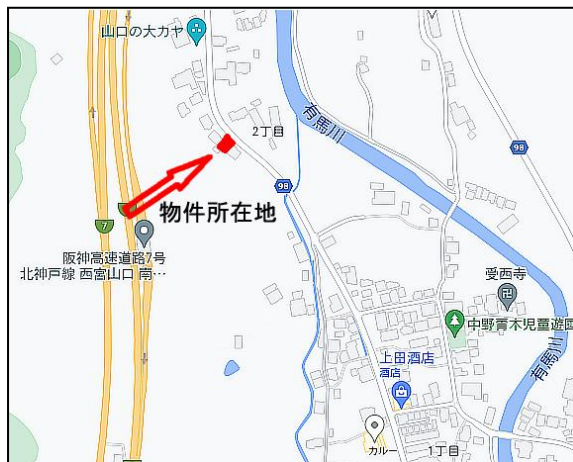 山口の大カヤ
有馬川
2丁目
98
98
物件所在地
7
7
阪神高速道路7号
北神戸線 西宮山口 南…
受西寺
中野青木児童遊園
上田酒店
酒店
有馬川
カルー
1丁目